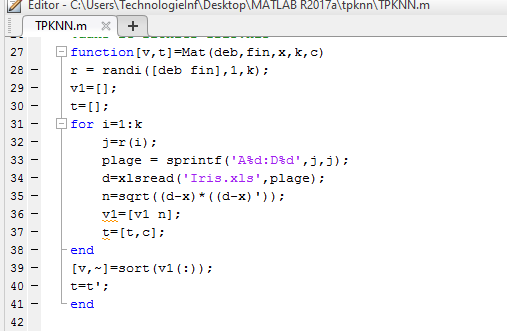 Editor - C:\Users\TechnologieInf\Desktop\MATLAB R2017a\tpknn\TPKNN.m
TPKNN.m × +
27 function[v,t]=Mat(deb,fin,x,k,c)
28 – r = randi([deb fin],1,k);
29 – v1=[];
30 – t=[];
31 – for i=1:k
32 – j=r(i);
33 – plage = sprintf('A%d:D%d',j,j);
34 – d=xlsread('Iris.xls',plage);
35 – n=sqrt((d-x)*((d-x)'));
36 – v1=[v1 n];
37 – t=[t,c];
38 – end
39 – [v,~]=sort(v1(:));
40 – t=t';
41 – end
42